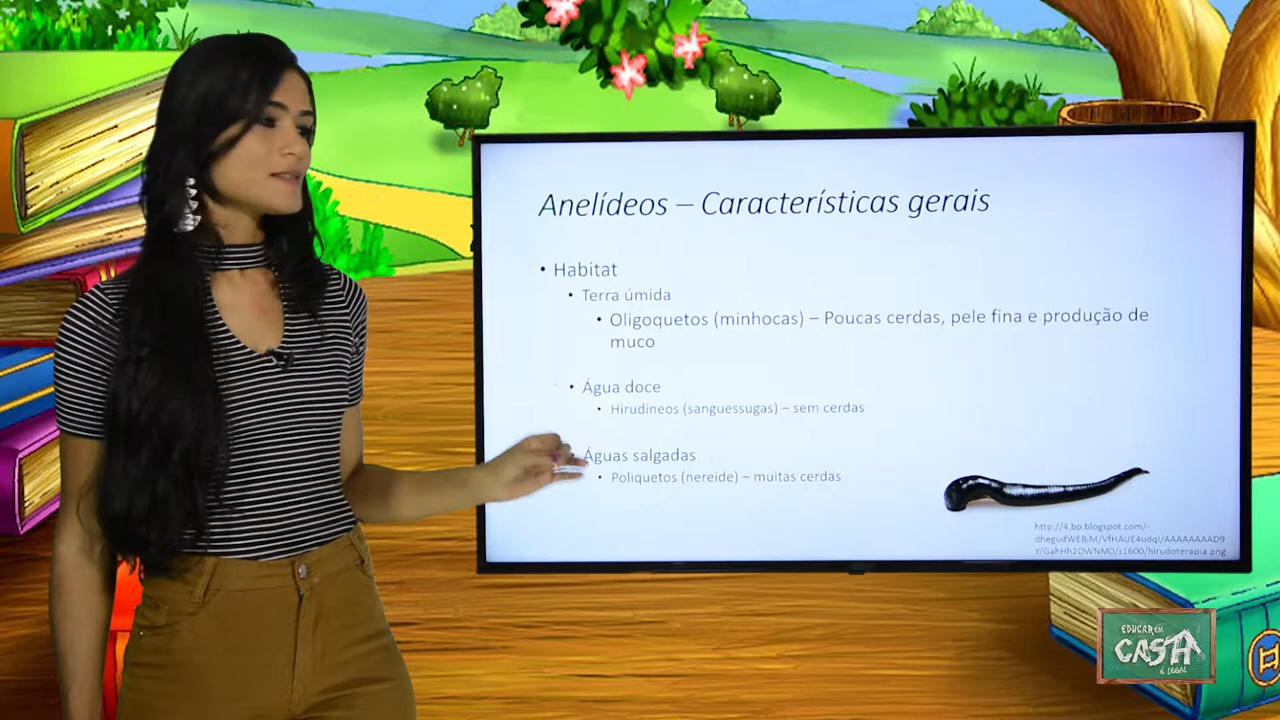 Anelídeos – Características gerais
• Habitat
• Terra úmida
• Oligoquetos (minhocas) – Poucas cerdas, pele fina e produção de
muco
• Água doce
• Hirudineos (sanguessugas) – sem cerdas
Águas salgadas
• Poliquetos (nereide) – muitas cerdas
http://4.bp.blogspot.com/-
EDUCAR EM
CASA
É LEGAL